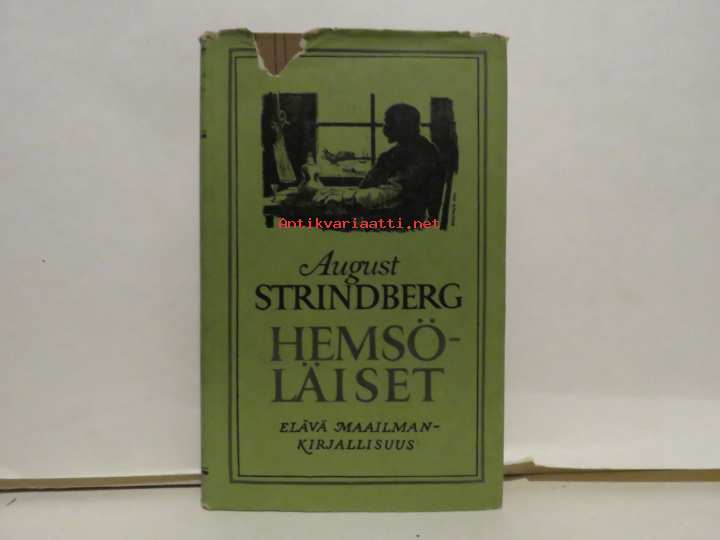 Antikvariaatti.net
August
STRINDBERG
HEMSÖ-
LÄISET
ELÄVÄ MAAILMAN-
KIRJALLISUUS